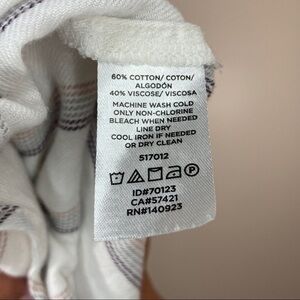 60% COTTON/ COTON/
ALGODÓN
40% VISCOSE/ VISCOSA
MACHINE WASH COLD
ONLY NON-CHLORINE
BLEACH WHEN NEEDED
LINE DRY
COOL IRON IF NEEDED
OR DRY CLEAN
517012
ID#70123
CA#57421
RN#140923